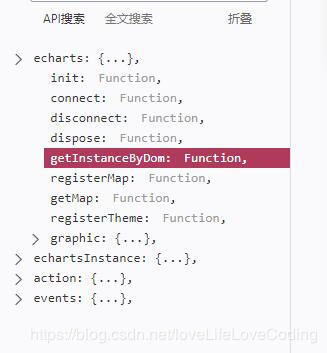 API搜索 全文搜索 折叠
echarts: {...},
init: Function,
connect: Function,
disconnect: Function,
dispose: Function,
getInstanceByDom: Function,
registerMap: Function,
getMap: Function,
registerTheme: Function,
graphic: {...},
echartsInstance: {...},
action: {...},
events: {...},
https://blog.csdn.net/loveLifeLoveCoding